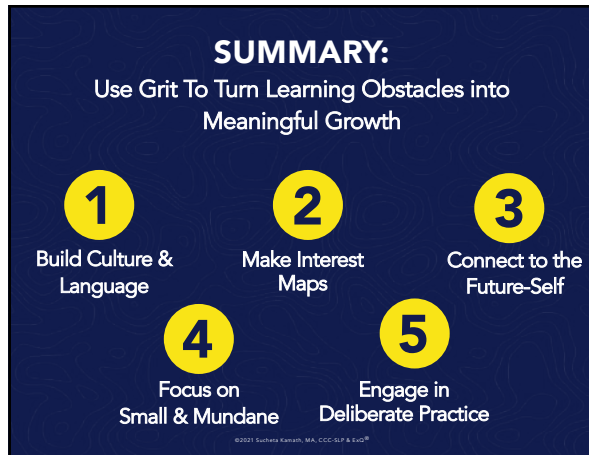 SUMMARY:
Use Grit To Turn Learning Obstacles into
Meaningful Growth
1
Build Culture &
Language
2
Make Interest
Maps
3
Connect to the
Future-Self
4
Focus on
Small & Mundane
5
Engage in
Deliberate Practice
©2021 Sucheta Kamath, MA, CCC-SLP & ExQ®